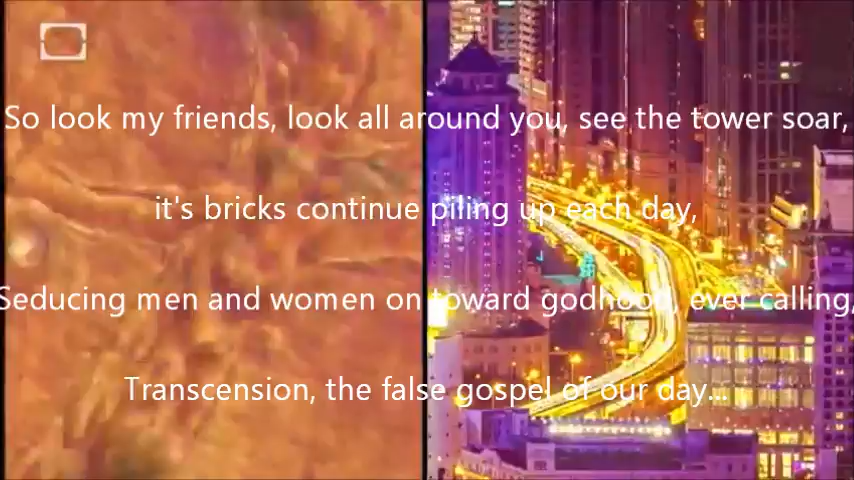 So look my friends, look all around you, see the tower soar,
it's bricks continue piling up each day,
Seducing men and women on toward godhood, ever calling,
Transcension, the false gospel of our day...